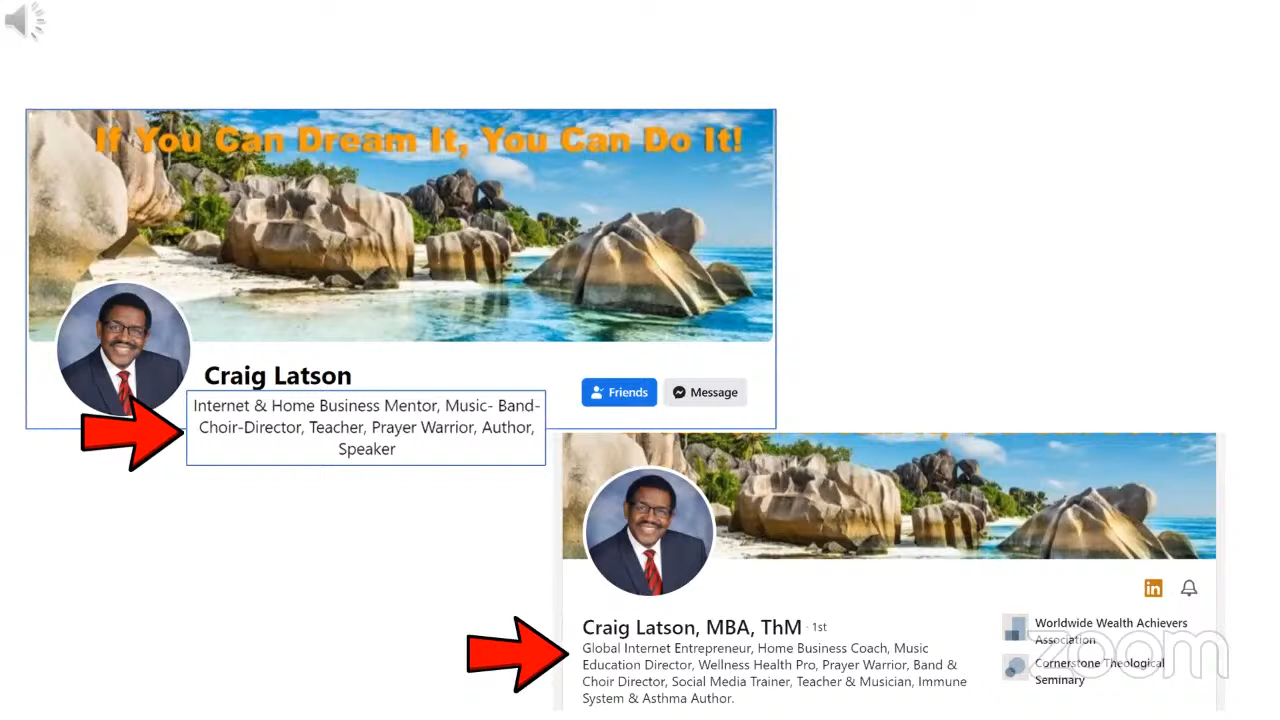 If You Can Dream It, You Can Do It!
Craig Latson
Friends
Message
Internet & Home Business Mentor, Music- Band-
Choir-Director, Teacher, Prayer Warrior, Author,
Speaker
in
Craig Latson, MBA, ThM · 1st
Global Internet Entrepreneur, Home Business Coach, Music
Education Director, Wellness Health Pro, Prayer Warrior, Band &
Choir Director, Social Media Trainer, Teacher & Musician, Immune
System & Asthma Author.
Worldwide Wealth Achievers
Association
Cornerstone Theological
Seminary
zoom